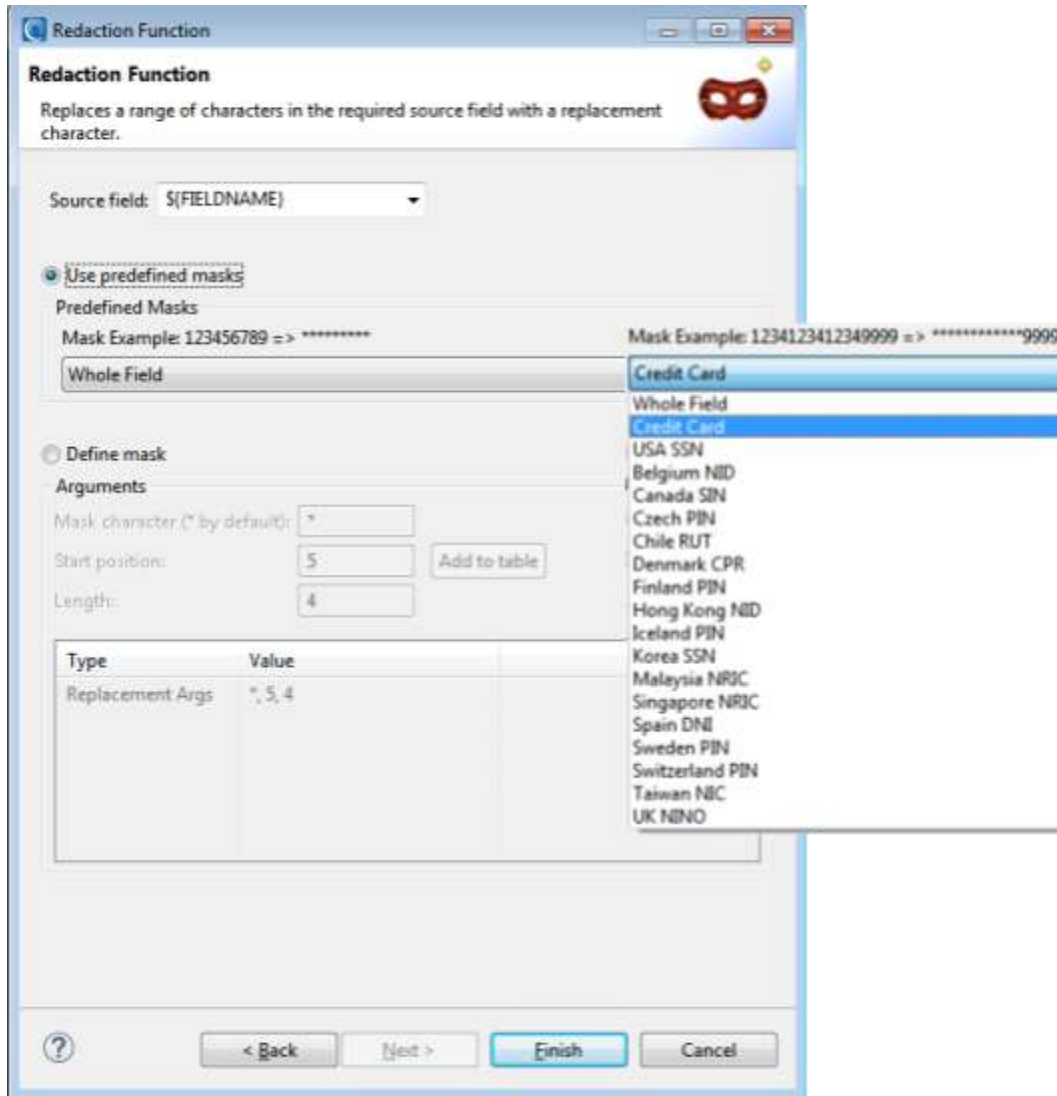 Redaction Function
Redaction Function
Replaces a range of characters in the required source field with a replacement
character.
Source field: ${FIELDNAME}
Use predefined masks
Predefined Masks
Mask Example: 123456789 => *********
Whole Field
Mask Example: 1234123412349999 => ************9999
Credit Card
Whole Field
Credit Card
USA SSN
Belgium NID
Canada SIN
Czech PIN
Chile RUT
Denmark CPR
Finland PIN
Hong Kong NID
Iceland PIN
Korea SSN
Malaysia NRIC
Singapore NRIC
Spain DNI
Sweden PIN
Switzerland PIN
Taiwan NIC
UK NINO
Define mask
Arguments
Mask character (* by default): *
Start position: 5 Add to table
Length: 4
Type Value
Replacement Args *, 5, 4
? < Back Next > Finish Cancel